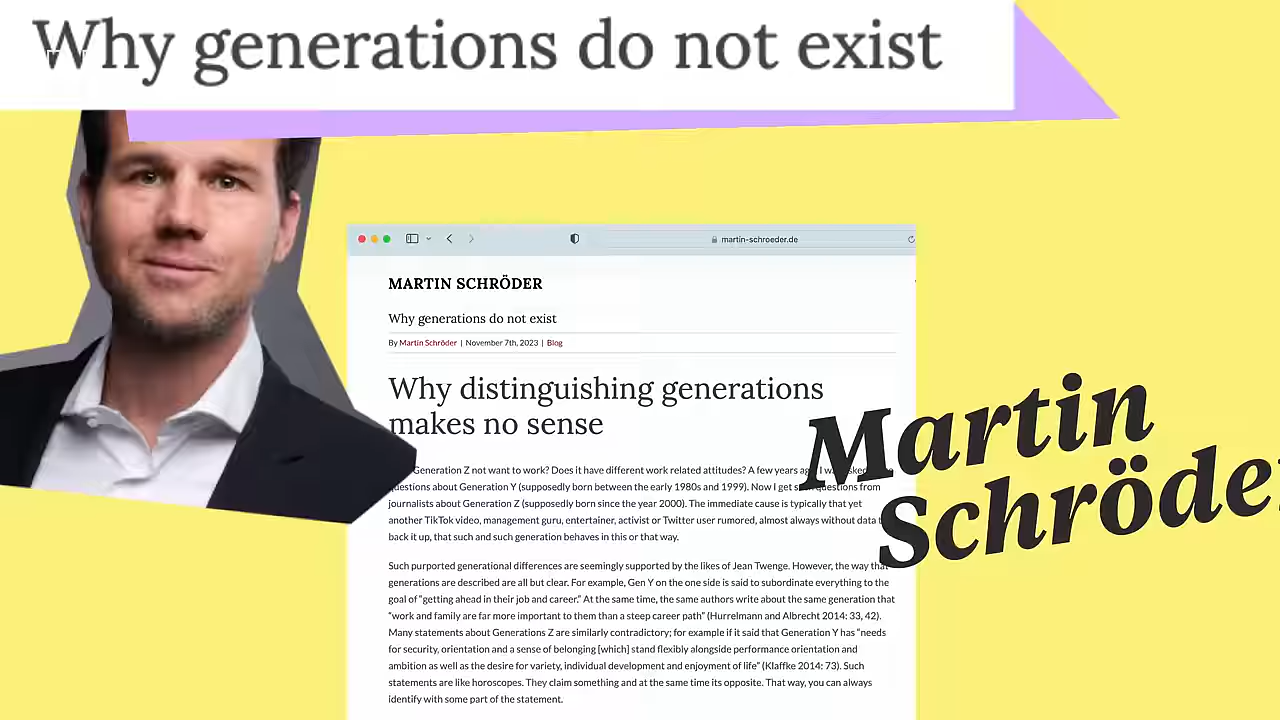 Why generations do not exist
martin-schroeder.de
MARTIN SCHRÖDER
Why generations do not exist
By Martin Schröder | November 7th, 2023 | Blog
Why distinguishing generations
makes no sense
Generation Z not want to work? Does it have different work related attitudes? A few years
questions about Generation Y (supposedly born between the early 1980s and 1999). Now I get questions from
journalists about Generation Z (supposedly born since the year 2000). The immediate cause is typically that yet
another TikTok video, management guru, entertainer, activist or Twitter user rumored, almost always without data
back it up, that such and such generation behaves in this or that way.
Such purported generational differences are seemingly supported by the likes of Jean Twenge. However, the way that
generations are described are all but clear. For example, Gen Y on the one side is said to subordinate everything to the
goal of “getting ahead in their job and career.” At the same time, the same authors write about the same generation that
“work and family are far more important to them than a steep career path” (Hurrelmann and Albrecht 2014: 33, 42).
Many statements about Generations Z are similarly contradictory; for example if it said that Generation Y has “needs
for security, orientation and a sense of belonging [which] stand flexibly alongside performance orientation and
ambition as well as the desire for variety, individual development and enjoyment of life” (Klaffke 2014: 73). Such
statements are like horoscopes. They claim something and at the same time its opposite. That way, you can always
identify with some part of the statement.
Martin
Schröder